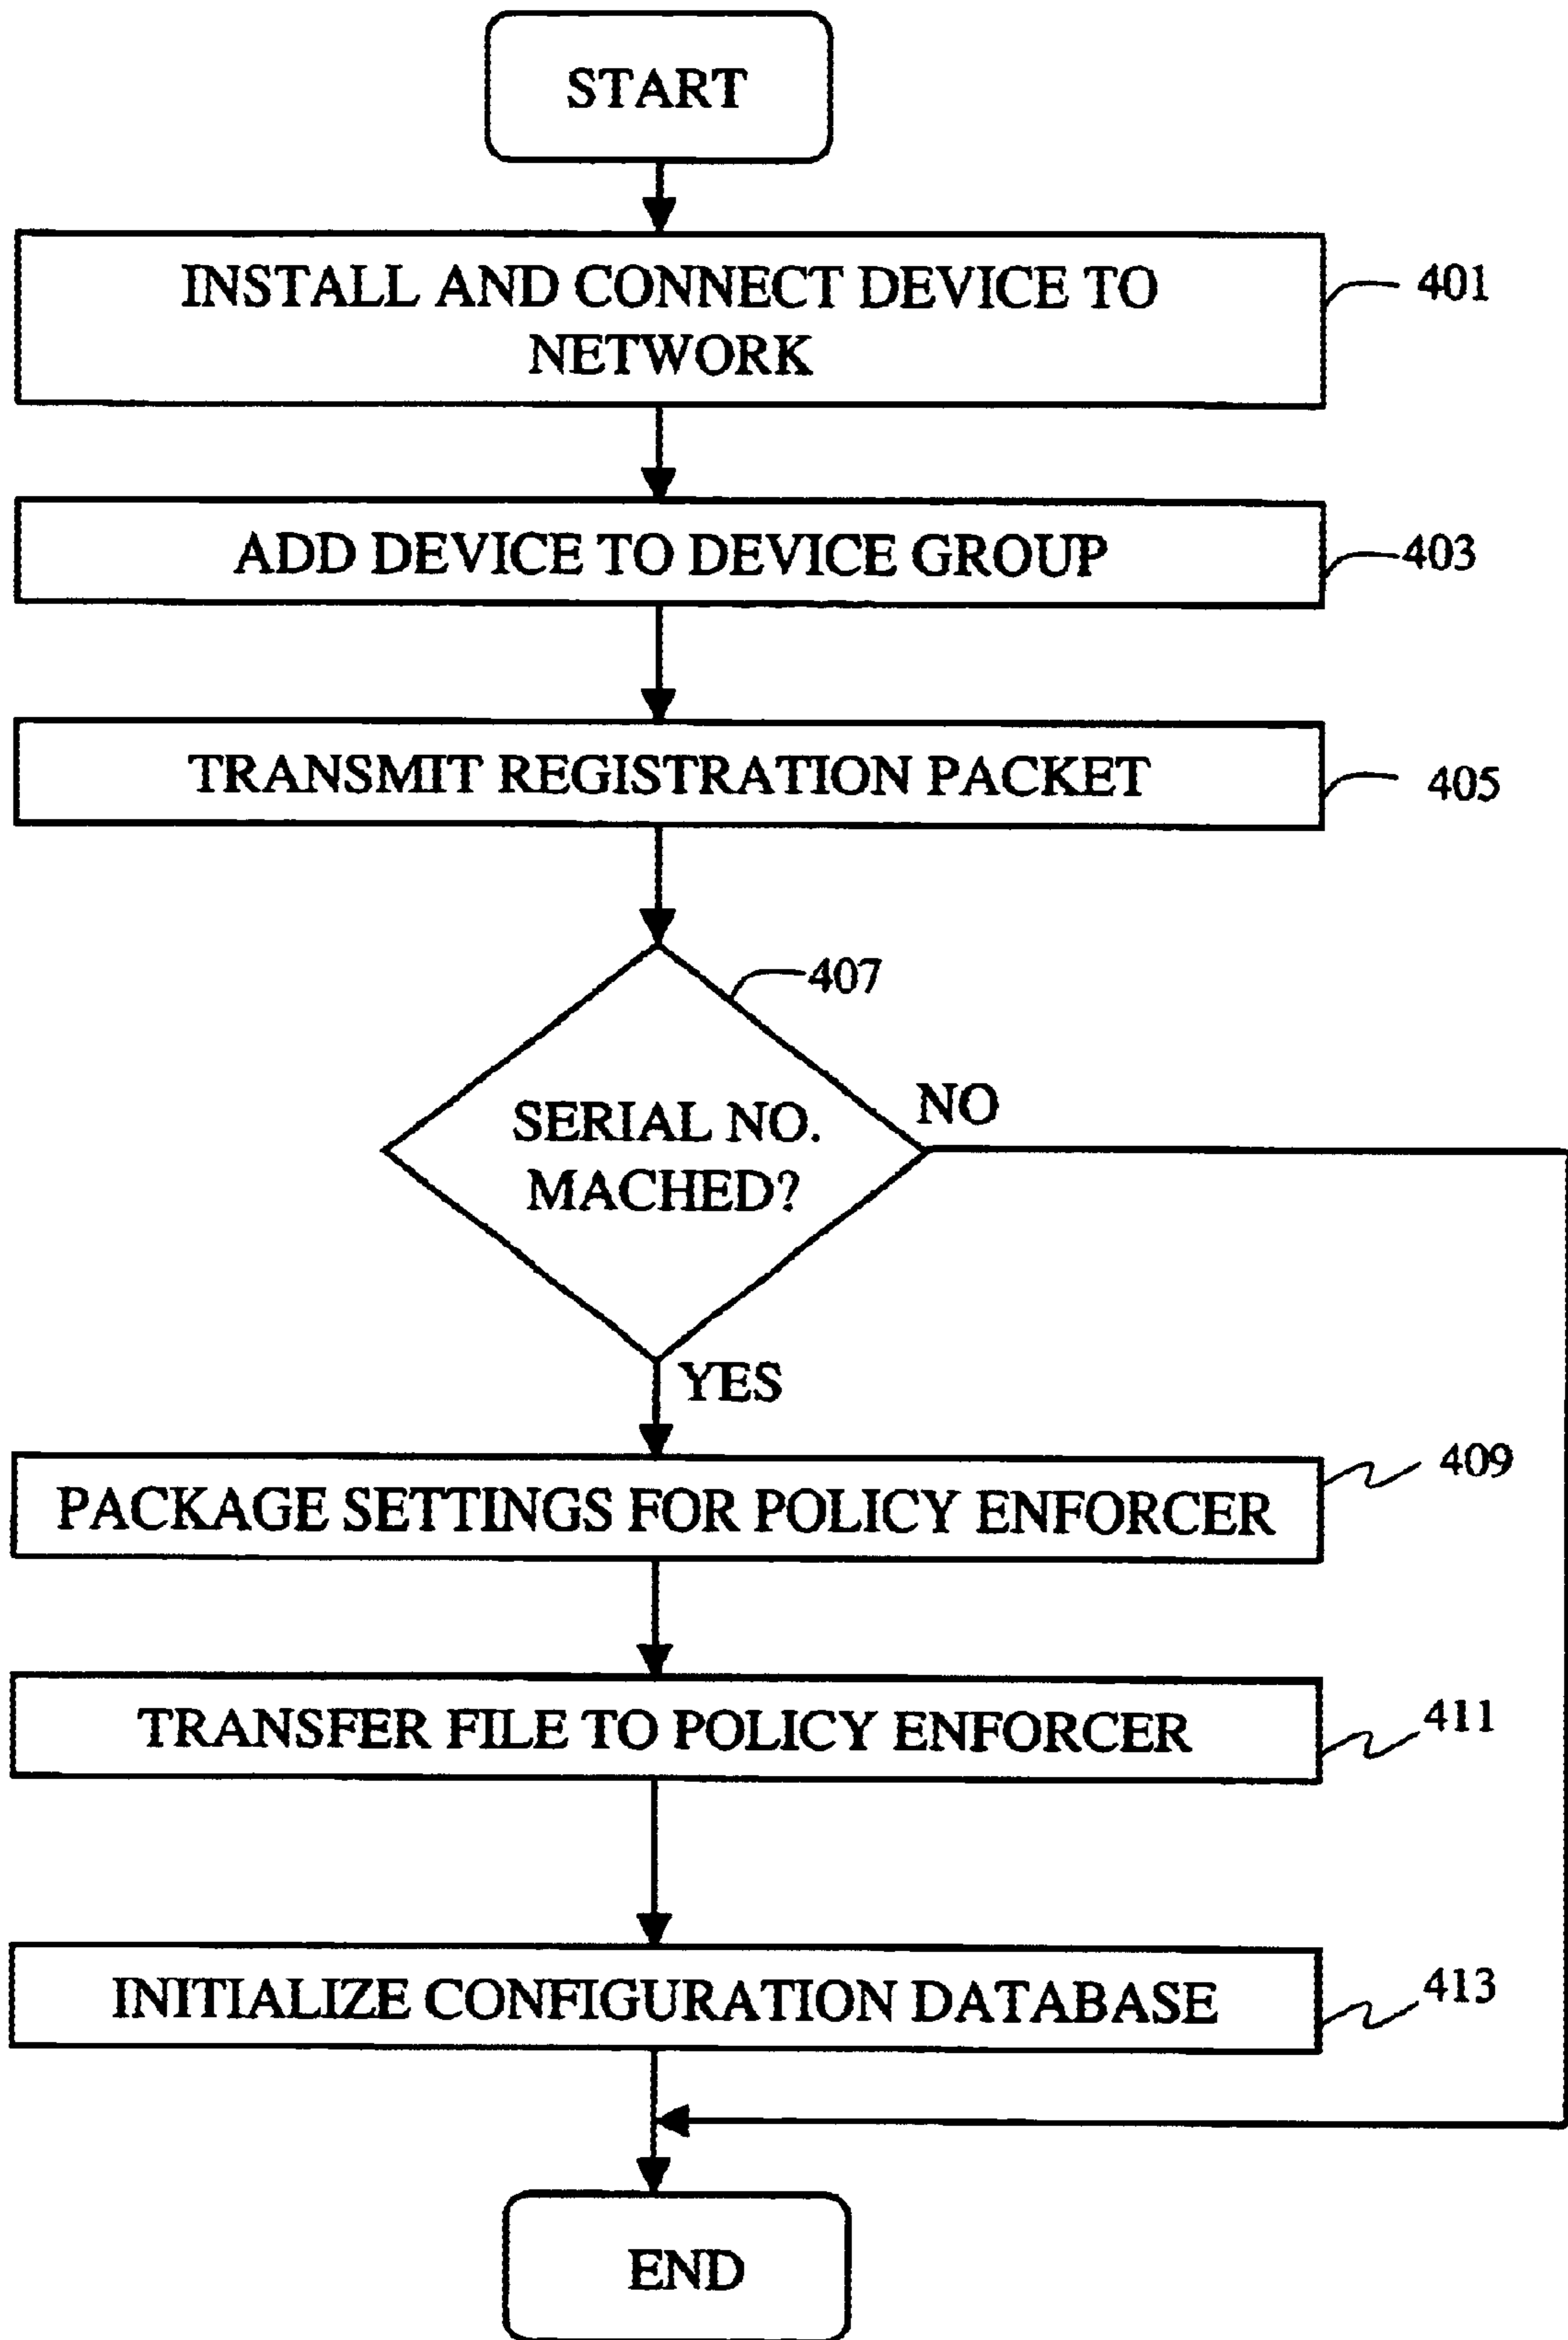 START
INSTALL AND CONNECT DEVICE TO
NETWORK
401
ADD DEVICE TO DEVICE GROUP
403
TRANSMIT REGISTRATION PACKET
405
407
SERIAL NO.
MACHED?
NO
YES
PACKAGE SETTINGS FOR POLICY ENFORCER
409
TRANSFER FILE TO POLICY ENFORCER
411
INITIALIZE CONFIGURATION DATABASE
413
END